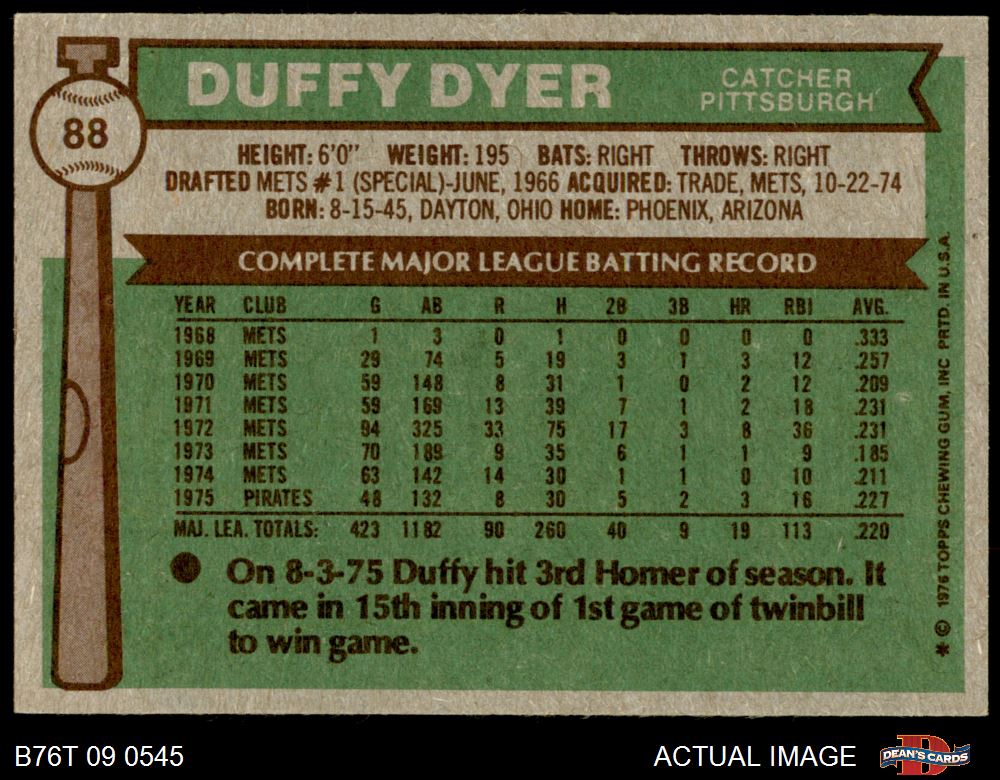 88
DUFFY DYER
CATCHER
PITTSBURGH
HEIGHT: 6'0" WEIGHT: 195 BATS: RIGHT THROWS: RIGHT
DRAFTED METS #1 (SPECIAL)-JUNE, 1966 ACQUIRED: TRADE, METS, 10-22-74
BORN: 8-15-45, DAYTON, OHIO HOME: PHOENIX, ARIZONA
COMPLETE MAJOR LEAGUE BATTING RECORD
YEAR CLUB G AB R H 2B 3B HR RBI AVG.
1968 METS 1 3 0 1 0 0 0 0 .333
1969 METS 29 74 5 19 3 1 3 12 .257
1970 METS 59 148 8 31 1 0 2 12 .209
1971 METS 59 169 13 39 7 1 2 18 .231
1972 METS 94 325 33 75 17 3 8 36 .231
1973 METS 70 189 9 35 6 1 1 9 .185
1974 METS 63 142 14 30 1 1 0 10 .211
1975 PIRATES 48 132 8 30 5 2 3 16 .227
MAJ. LEA. TOTALS: 423 1182 90 260 40 9 19 113 .220
On 8-3-75 Duffy hit 3rd Homer of season. It
came in 15th inning of 1st game of twinbill
to win game.
* © 1976 TOPPS CHEWING GUM, INC PRTD. IN U.S.A.
B76T 09 0545
ACTUAL IMAGE
D
DEAN'S CARDS